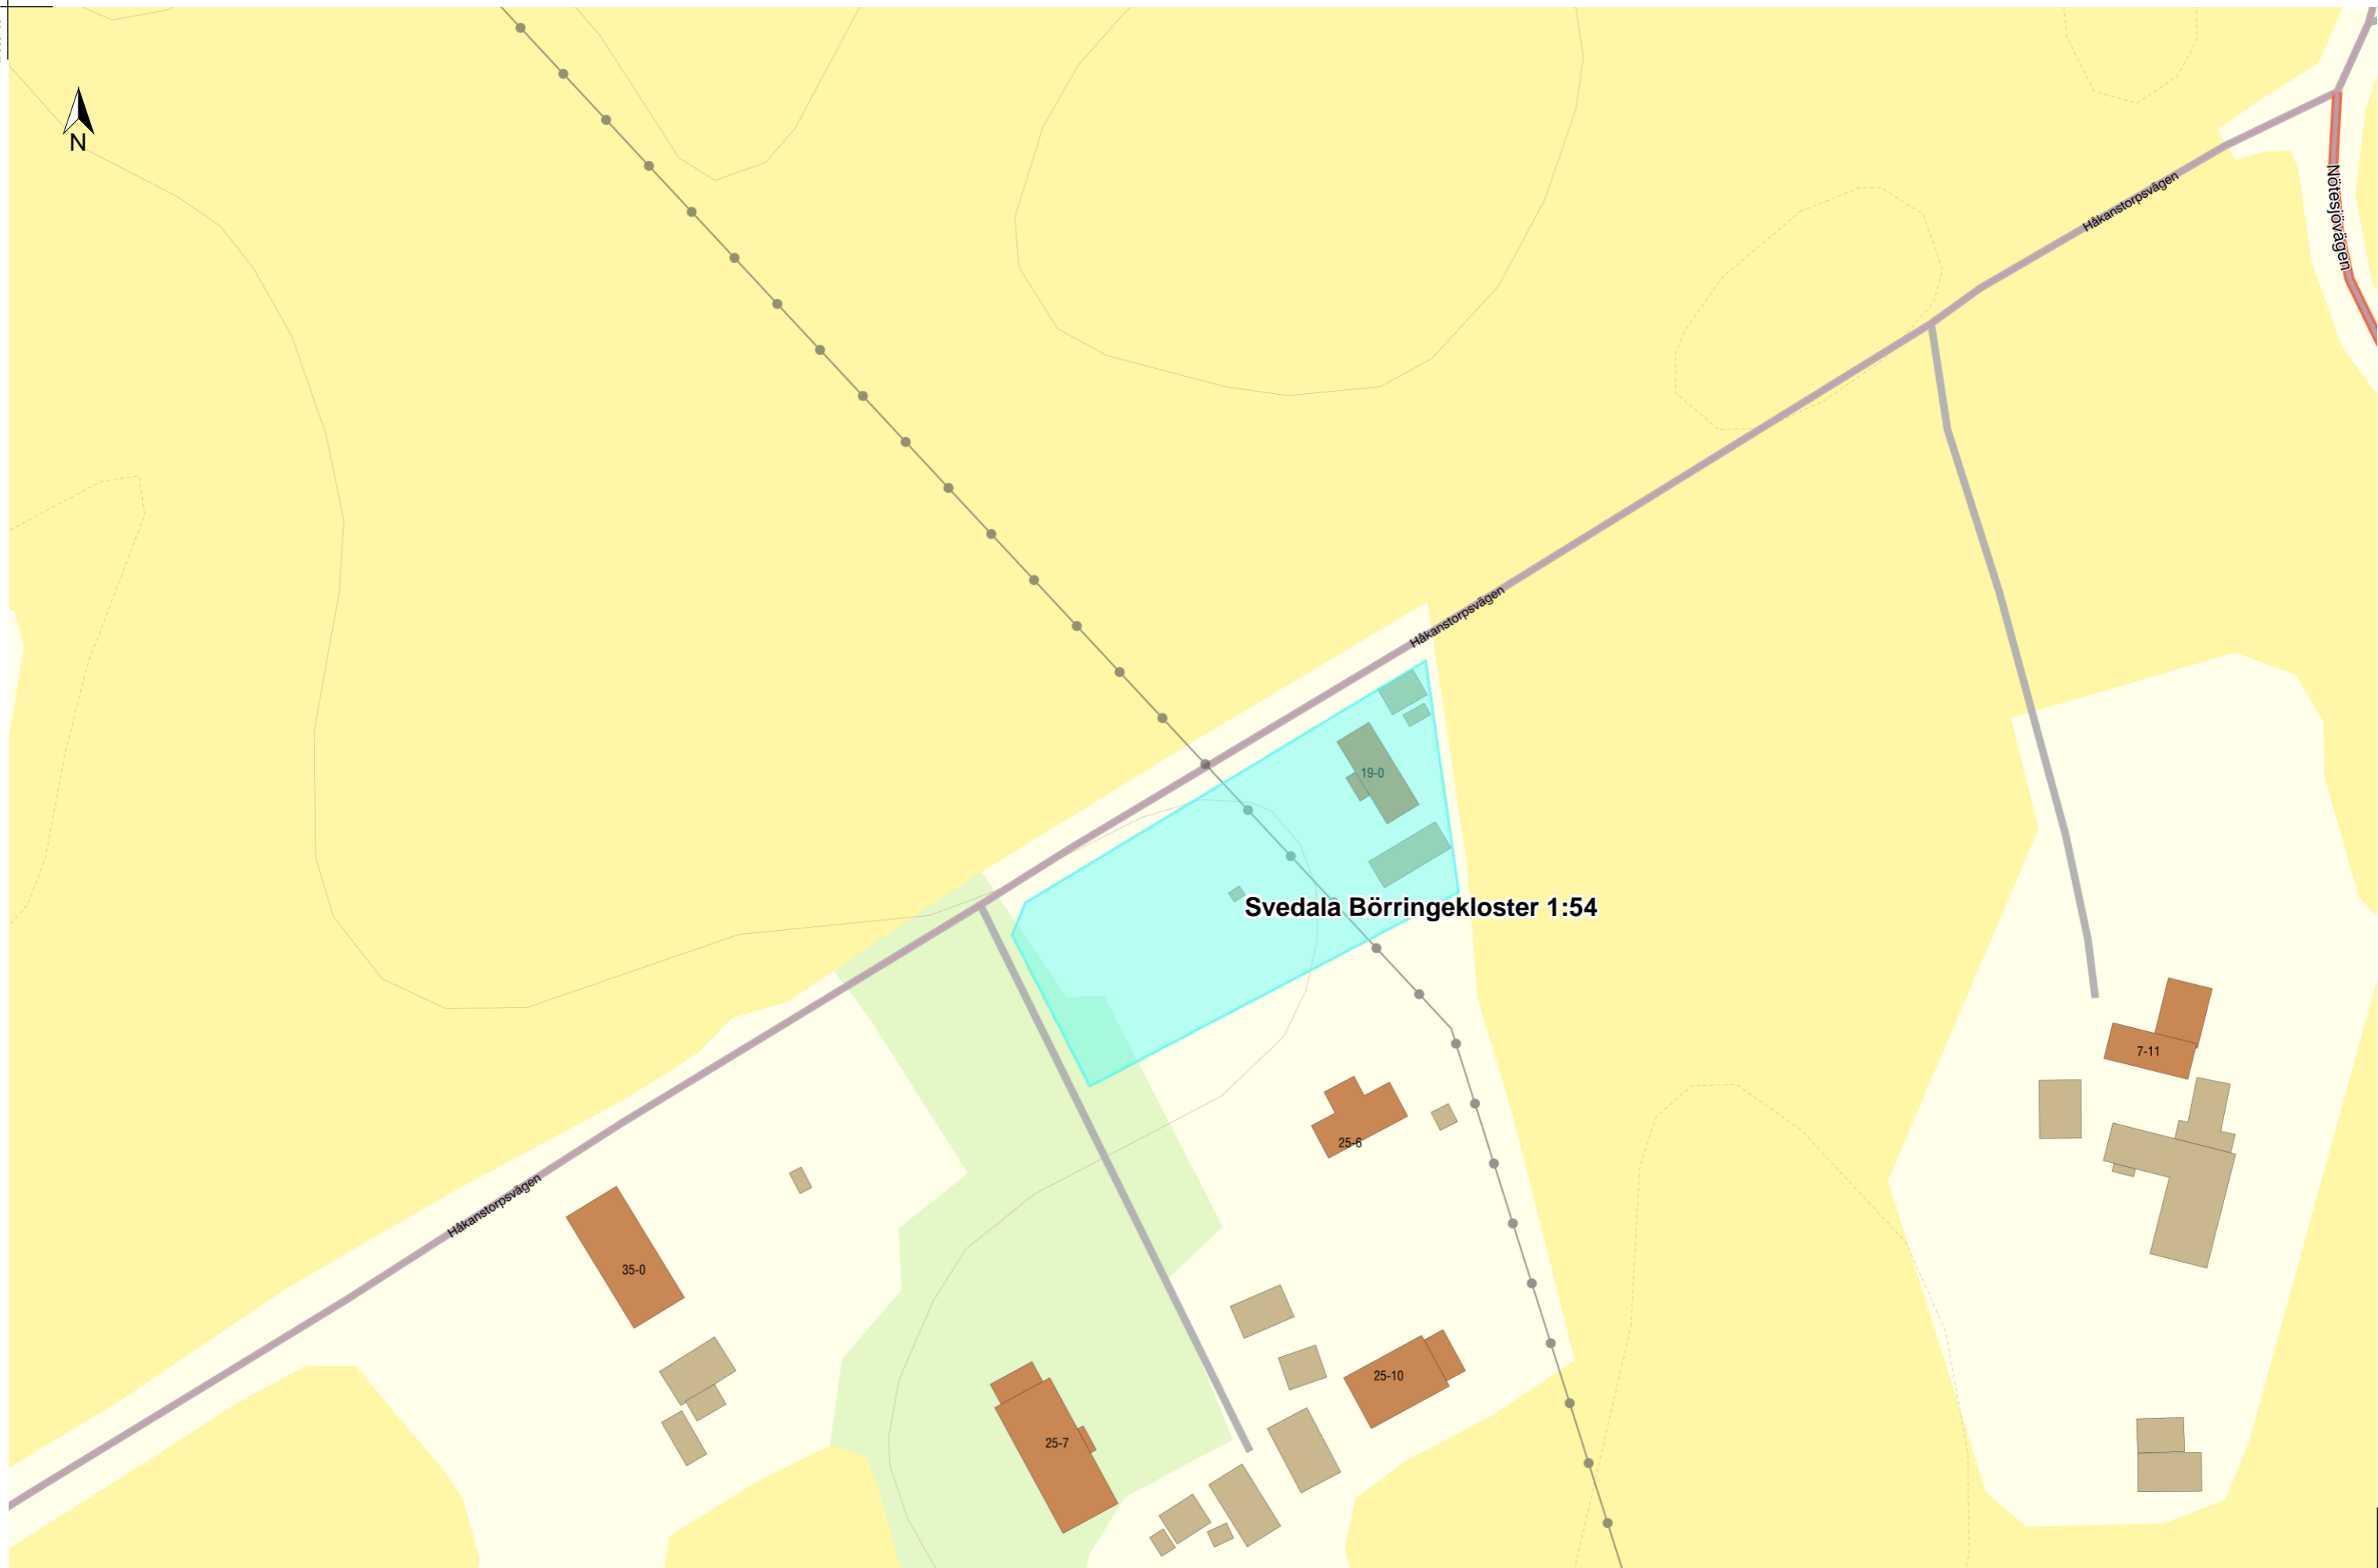 N
Nötesjövägen
Håkanstorpsvägen
Håkanstorpsvägen
19-0
Svedala Börringekloster 1:54
7-11
25-6
Håkanstorpsvägen
35-0
25-10
25-7